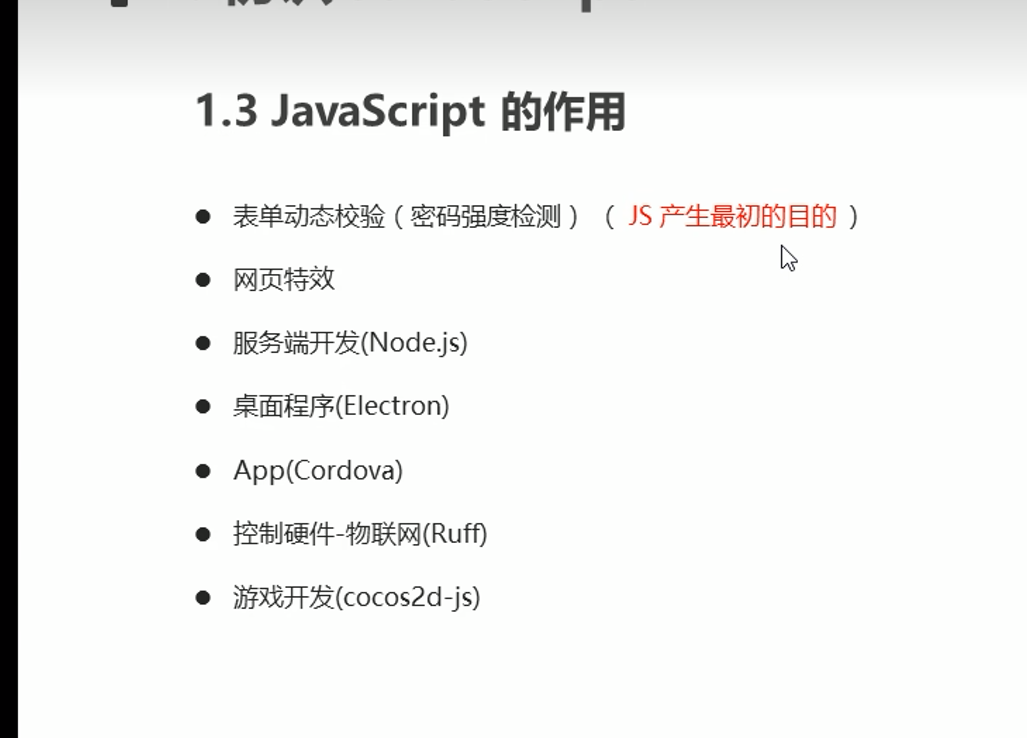 1.3 JavaScript 的作用
● 表单动态校验（密码强度检测）（ JS 产生最初的目的 ）
● 网页特效
● 服务端开发(Node.js)
● 桌面程序(Electron)
● App(Cordova)
● 控制硬件-物联网(Ruff)
● 游戏开发(cocos2d-js)